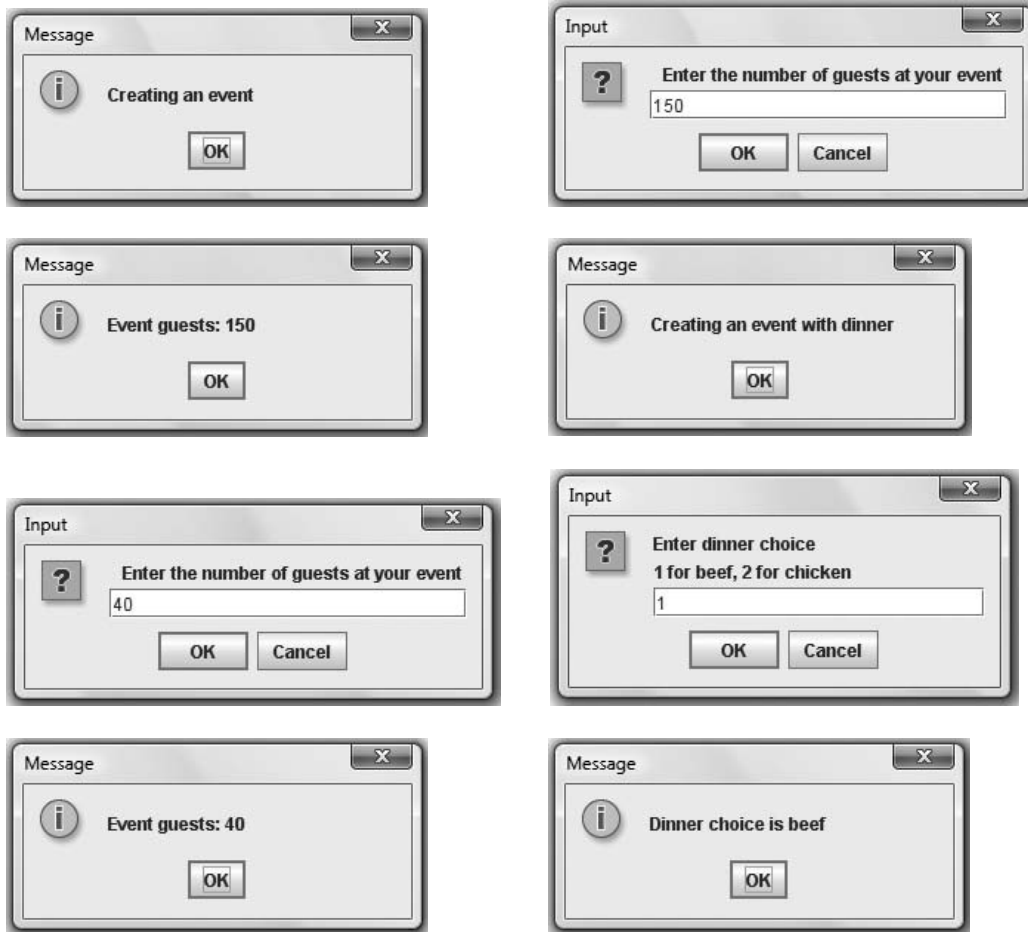 Message
X
Creating an event
OK
Input
X
Enter the number of guests at your event
150
OK Cancel
Message
X
Event guests: 150
OK
Message
X
Creating an event with dinner
OK
Input
X
Enter the number of guests at your event
40
OK Cancel
Input
X
Enter dinner choice
1 for beef, 2 for chicken
1
OK Cancel
Message
X
Event guests: 40
OK
Message
X
Dinner choice is beef
OK